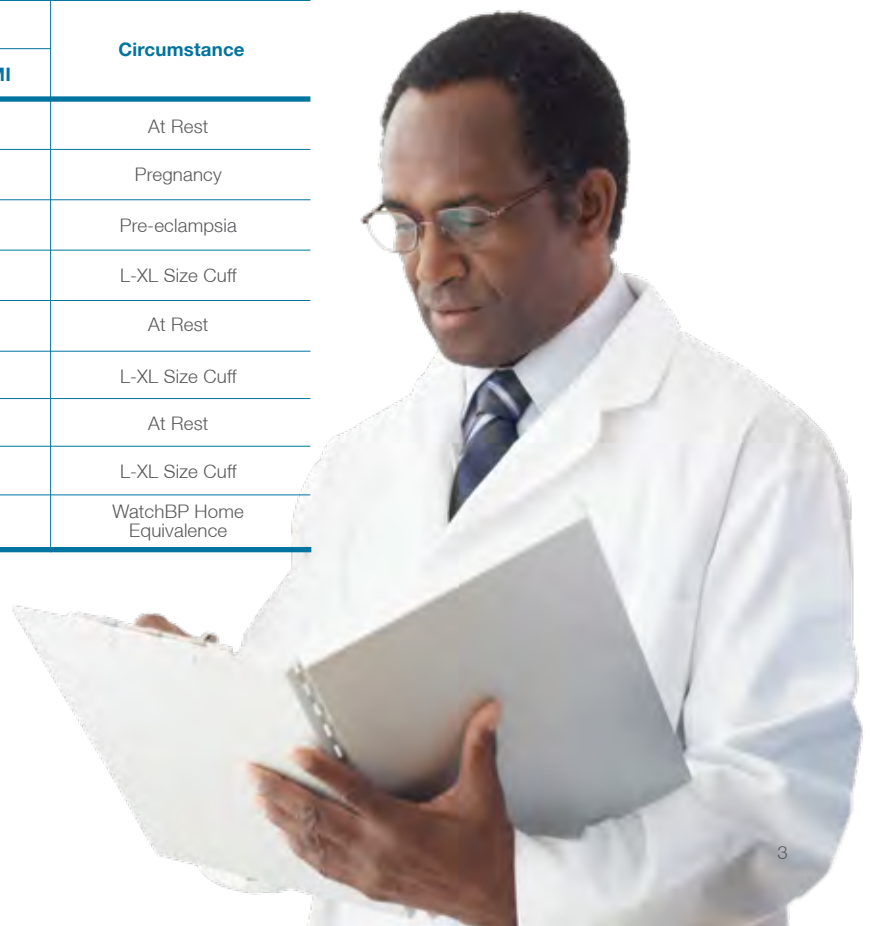 Circumstance
MI
At Rest
Pregnancy
Pre-eclampsia
L-XL Size Cuff
At Rest
L-XL Size Cuff
At Rest
L-XL Size Cuff
WatchBP Home
Equivalence
3